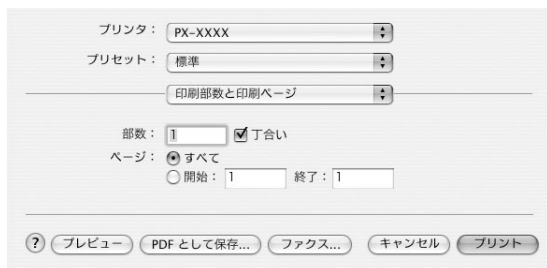 プリンタ： PX-XXXX
プリセット： 標準
印刷部数と印刷ページ
部数： 1 丁合い
ページ： すべて
開始： 1 終了： 1
? プレビュー PDF として保存... ファクス... キャンセル プリント